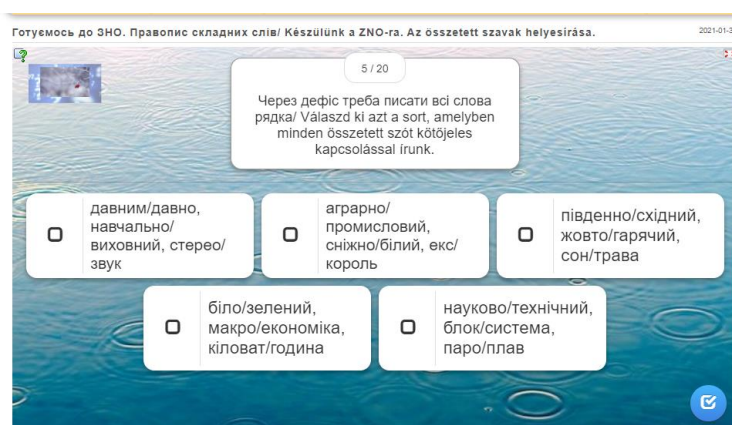 Готуємось до ЗНО. Правопис складних слів/ Készülünk a ZNO-ra. Az összetett szavak helyesírása.
2021-01-3
5 / 20
Через дефіс треба писати всі слова
рядка/ Válaszd ki azt a sort, amelyben
minden összetett szót kötőjeles
kapcsolással írunk.
давним/давно,
навчально/
виховний, стерео/
звук
аграрно/
промисловий,
сніжно/білий, екс/
король
південно/східний,
жовто/гарячий,
сон/трава
біло/зелений,
макро/економіка,
кіловат/година
науково/технічний,
блок/система,
паро/плав